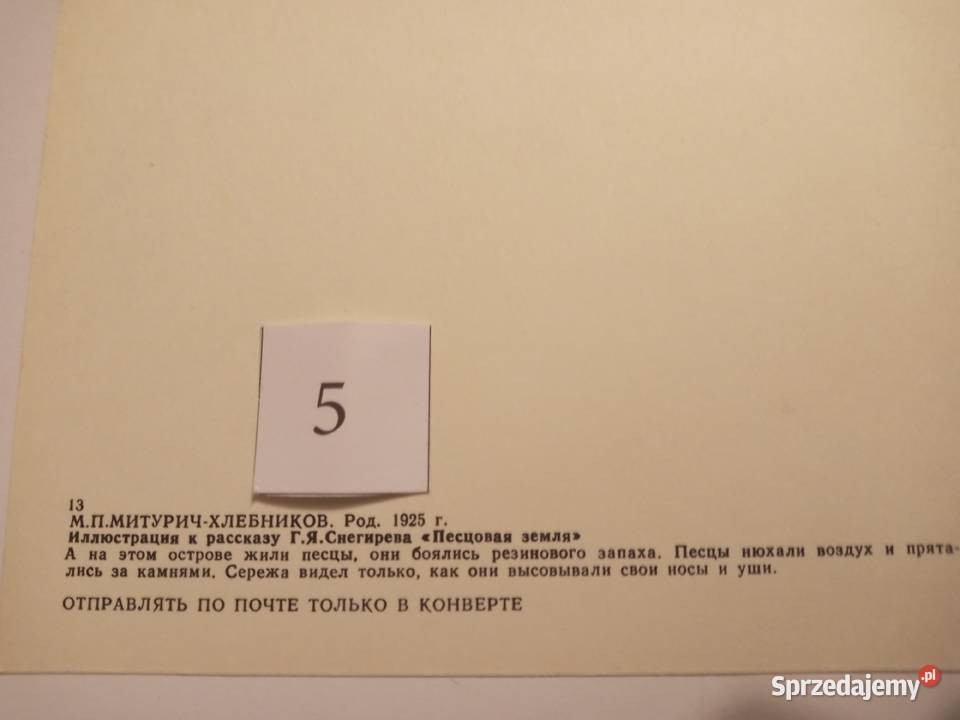 5
13
М.П.МИТУРИЧ-ХЛЕБНИКОВ. Род. 1925 г.
Иллюстрация к рассказу Г.Я.Снегирева «Песцовая земля»
А на этом острове жили песцы, они боялись резинового запаха. Песцы нюхали воздух и прята-
лись за камнями. Сережа видел только, как они высовывали свои носы и уши.
ОТПРАВЛЯТЬ ПО ПОЧТЕ ТОЛЬКО В КОНВЕРТЕ
Sprzedajemy.pl